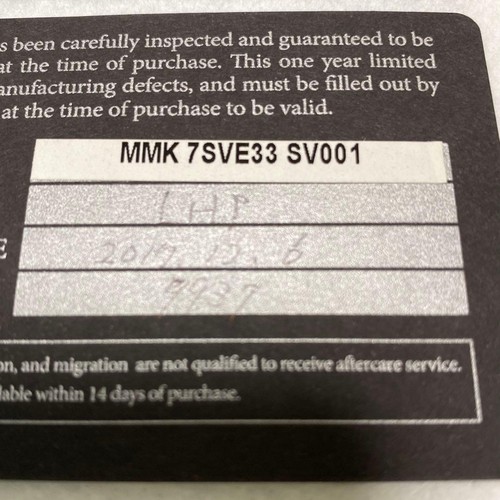 s been carefully inspected and guaranteed to be
at the time of purchase. This one year limited
anufacturing defects, and must be filled out by
at the time of purchase to be valid.
MMK 7SVE33 SV001
LHP
E 2017. 12. 6
9937
on, and migration are not qualified to receive aftercare service.
lable within 14 days of purchase.